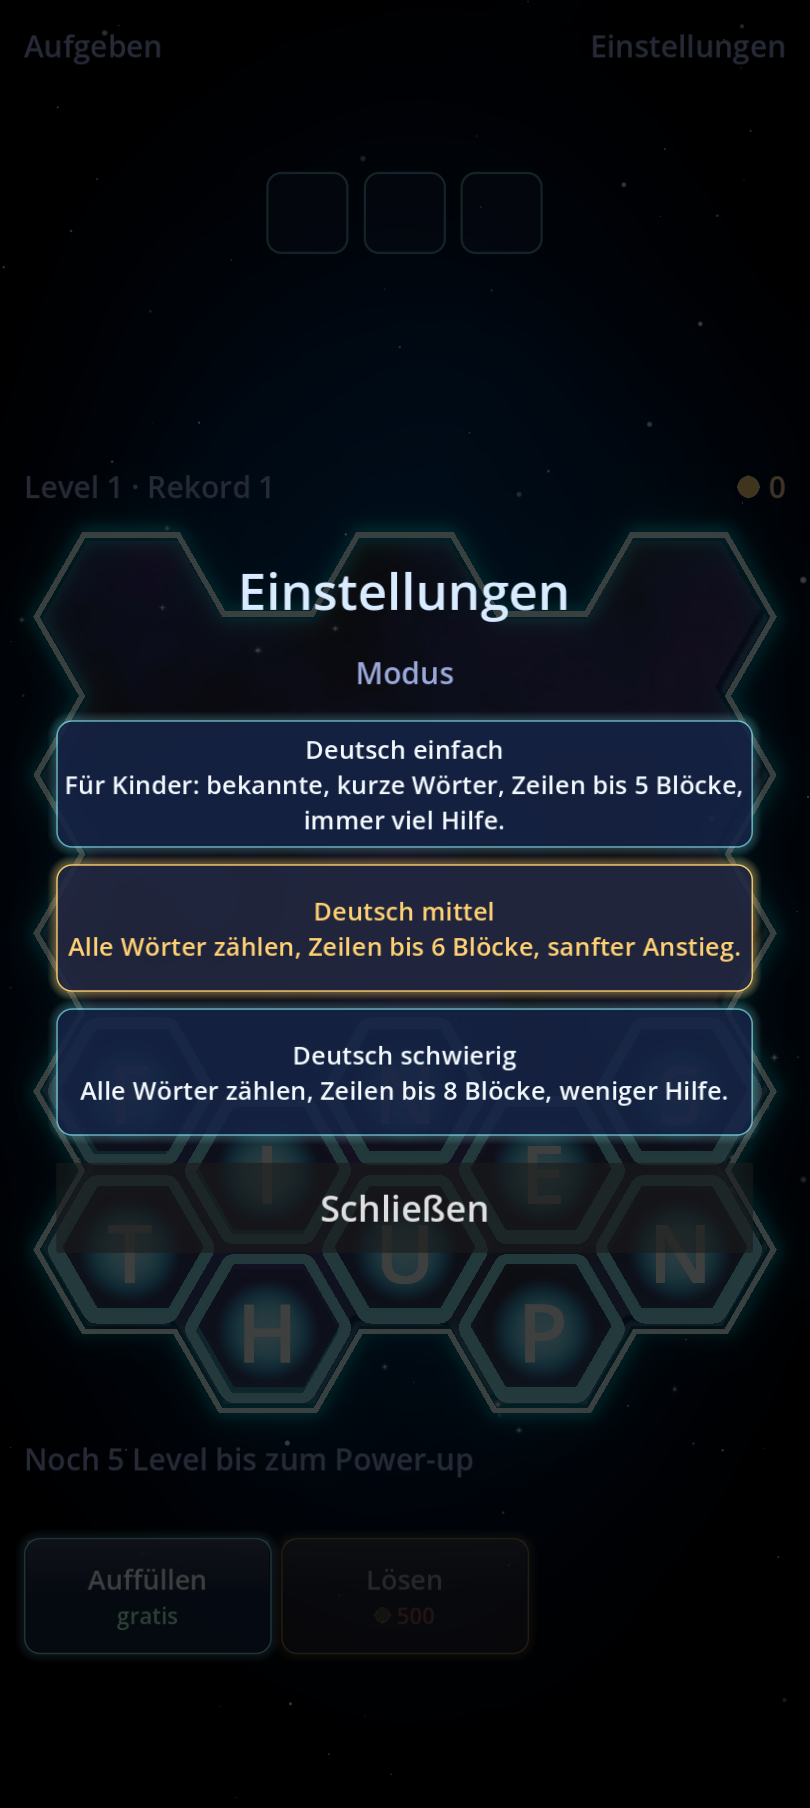 Aufgeben
Einstellungen
Level 1 · Rekord 1
0
Einstellungen
Modus
Deutsch einfach
Für Kinder: bekannte, kurze Wörter, Zeilen bis 5 Blöcke,
immer viel Hilfe.
Deutsch mittel
Alle Wörter zählen, Zeilen bis 6 Blöcke, sanfter Anstieg.
Deutsch schwierig
Alle Wörter zählen, Zeilen bis 8 Blöcke, weniger Hilfe.
I E
Schließen
T U N
H P
Noch 5 Level bis zum Power-up
Auffüllen
gratis
Lösen
500